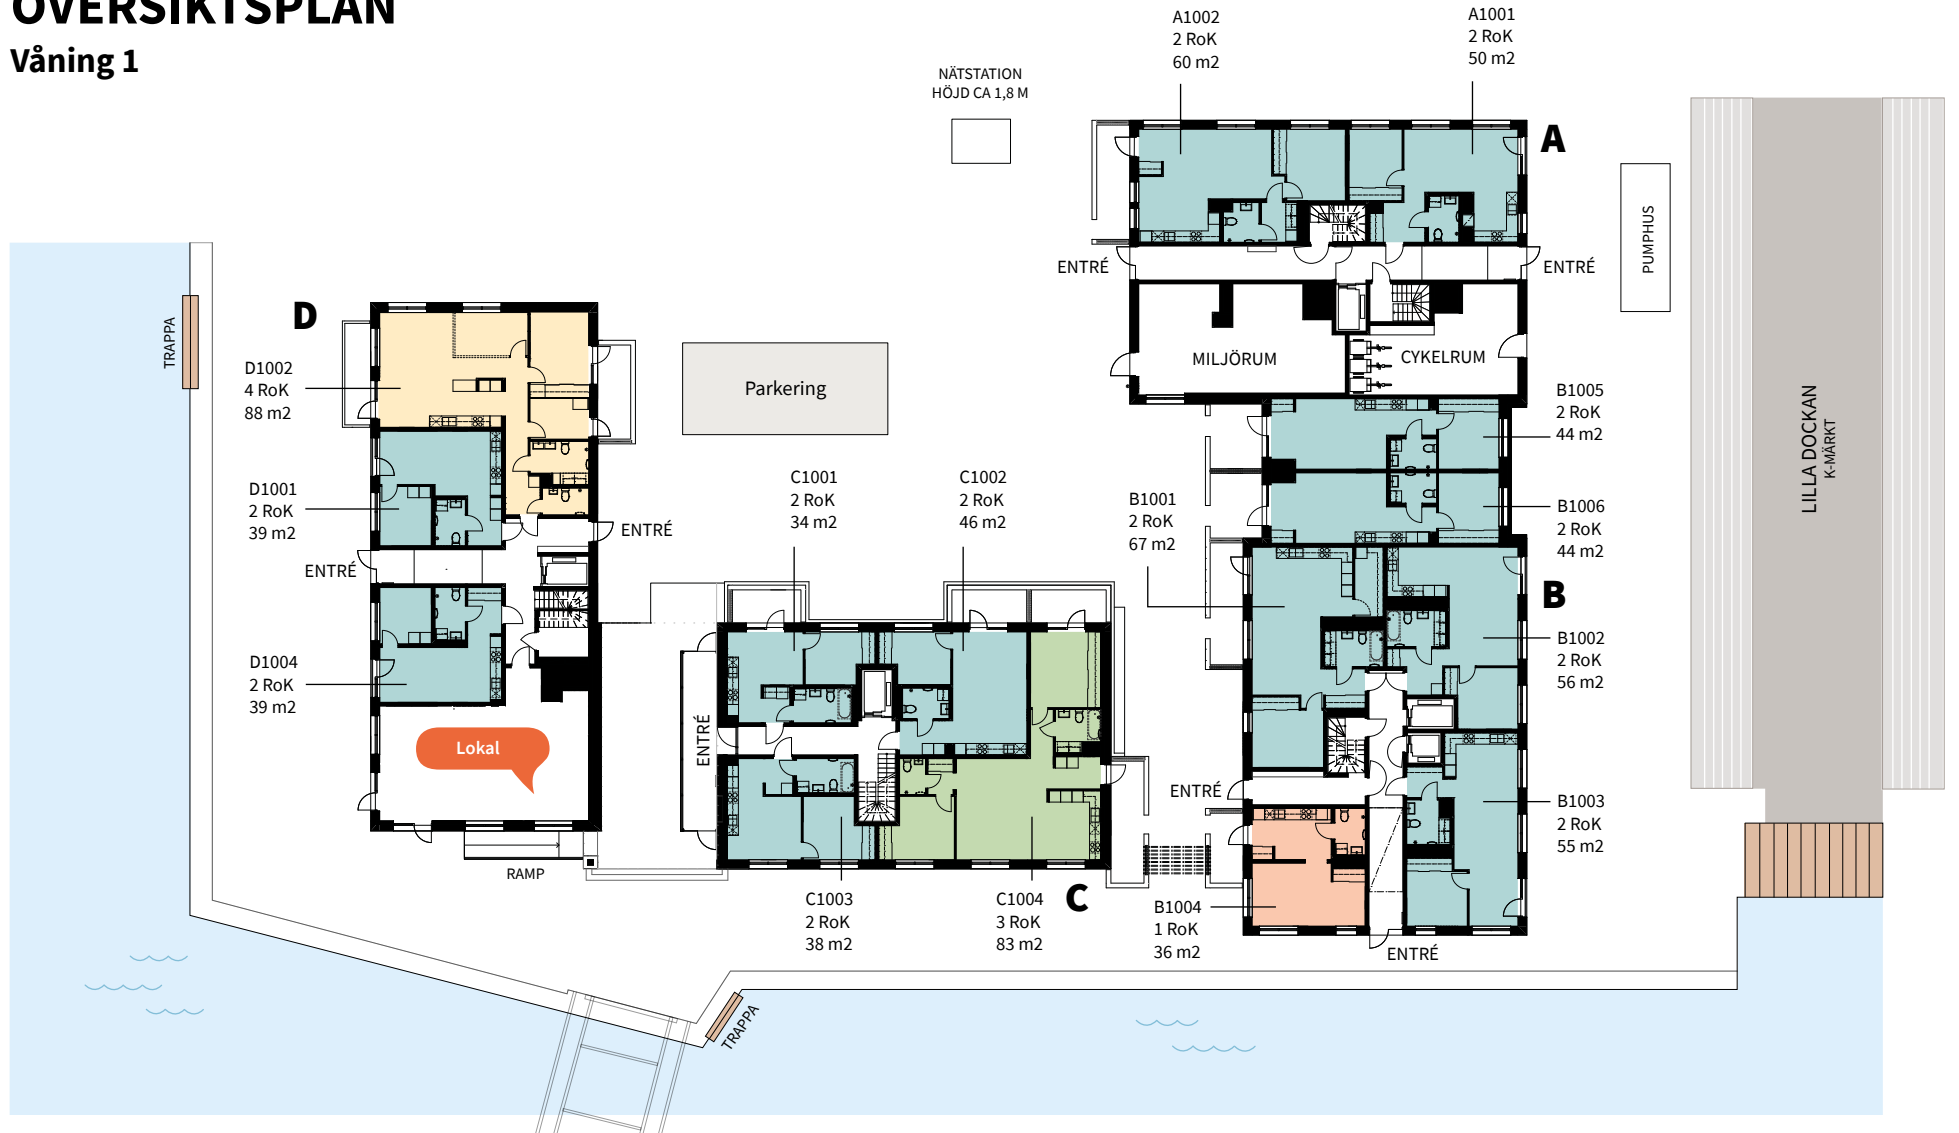 ÖVERSIKTSPLAN
Våning 1
A1002
2 RoK
60 m2
A1001
2 RoK
50 m2
NÄTSTATION
HÖJD CA 1,8 M
A
PUMPHUS
ENTRÉ
ENTRÉ
MILJÖRUM
CYKELRUM
LILLA DOCKAN
K-MÄRKT
TRAPPA
D
D1002
4 RoK
88 m2
Parkering
B1005
2 RoK
44 m2
D1001
2 RoK
39 m2
ENTRÉ
ENTRÉ
C1001
2 RoK
34 m2
C1002
2 RoK
46 m2
B1001
2 RoK
67 m2
B1006
2 RoK
44 m2
B
B1002
2 RoK
56 m2
D1004
2 RoK
39 m2
Lokal
ENTRÉ
ENTRÉ
B1003
2 RoK
55 m2
RAMP
C1003
2 RoK
38 m2
C1004
3 RoK
83 m2
C
B1004
1 RoK
36 m2
ENTRÉ
TRAPPA